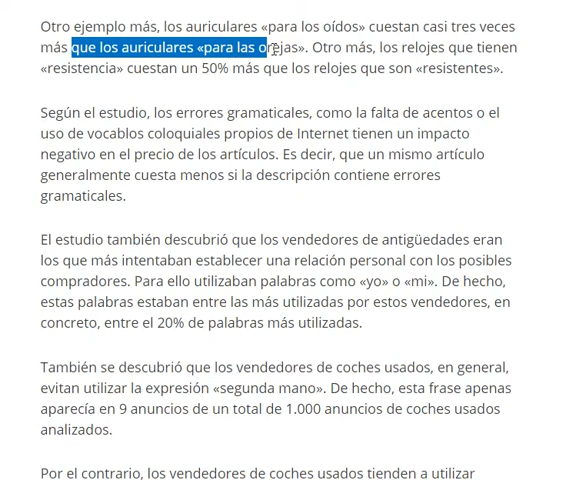 Otro ejemplo más, los auriculares «para los oídos» cuestan casi tres veces
más que los auriculares «para las orejas». Otro más, los relojes que tienen
«resistencia» cuestan un 50% más que los relojes que son «resistentes».
Según el estudio, los errores gramaticales, como la falta de acentos o el
uso de vocablos coloquiales propios de Internet tienen un impacto
negativo en el precio de los artículos. Es decir, que un mismo artículo
generalmente cuesta menos si la descripción contiene errores
gramaticales.
El estudio también descubrió que los vendedores de antigüedades eran
los que más intentaban establecer una relación personal con los posibles
compradores. Para ello utilizaban palabras como «yo» o «mi». De hecho,
estas palabras estaban entre las más utilizadas por estos vendedores, en
concreto, entre el 20% de palabras más utilizadas.
También se descubrió que los vendedores de coches usados, en general,
evitan utilizar la expresión «segunda mano». De hecho, esta frase apenas
aparecía en 9 anuncios de un total de 1.000 anuncios de coches usados
analizados.
Por el contrario, los vendedores de coches usados tienden a utilizar